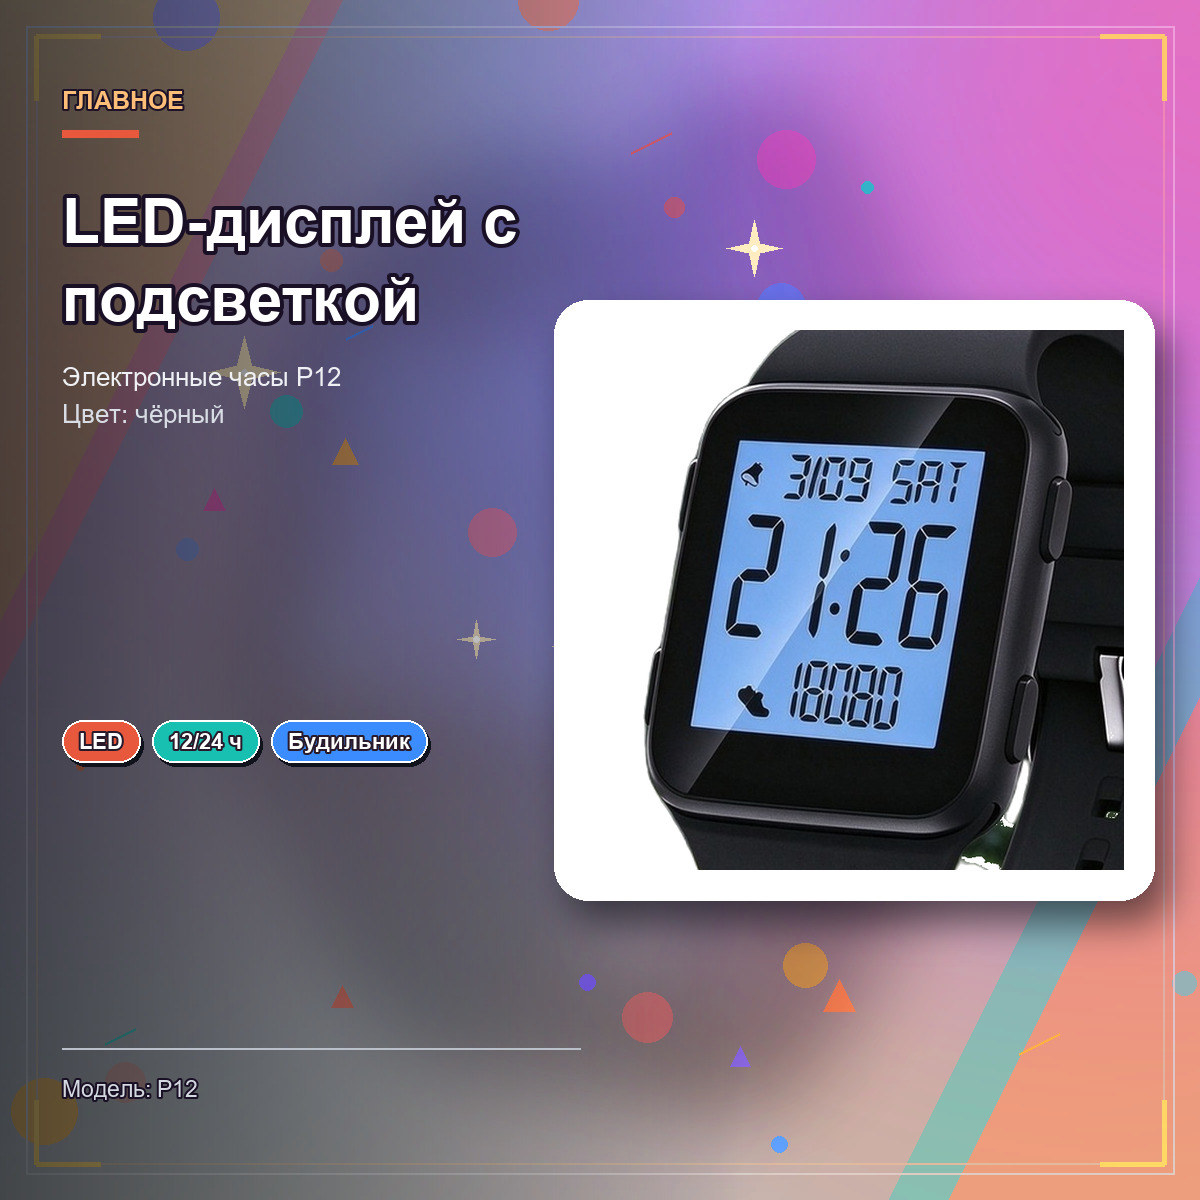 ГЛАВНОЕ
LED-дисплей с
подсветкой
Электронные часы P12
Цвет: чёрный
3/09 SAT
21:26
18080
LED
12/24 ч
Будильник
Модель: P12